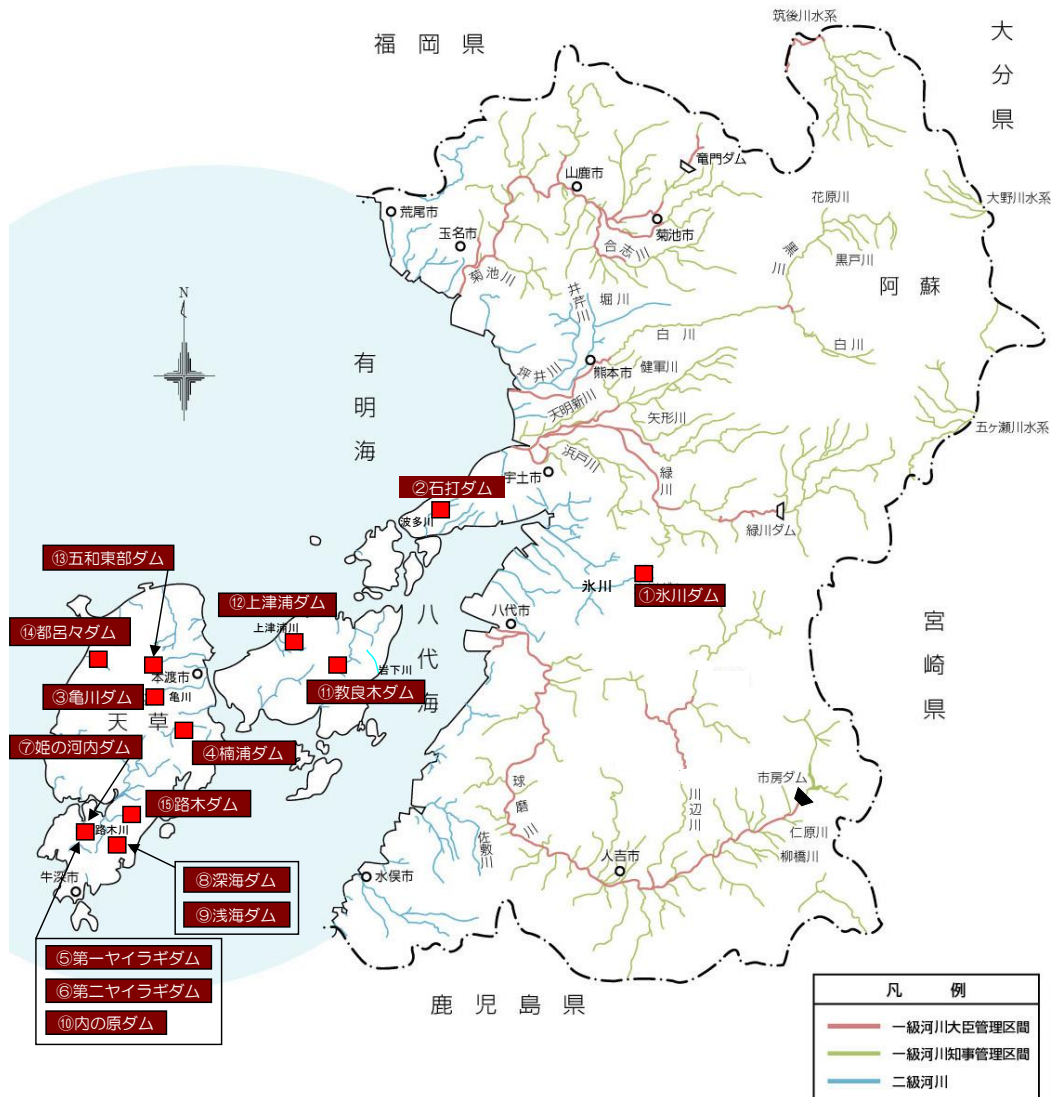 筑後川水系
福岡県
大分県
竜門ダム
山鹿市
花原川
大野川水系
荒尾市
菊池市
玉名市
合志川
黒川
黒戸川
菊池川
阿蘇
井芹川
堀川
N
白川
白川
有明海
坪井川
熊本市
健軍川
天明新川
矢形川
五ヶ瀬川水系
浜戸川
宇土市
緑川
②石打ダム
波多川
緑川ダム
⑬五和東部ダム
氷川
①氷川ダム
⑫上津浦ダム
八代市
八代海
宮崎県
上津浦川
⑭都呂々ダム
岩下川
本渡市
③亀川ダム
亀川
⑪教良木ダム
天草
⑦姫の河内ダム
④楠浦ダム
市房ダム
球磨川
川辺川
⑮路木ダム
路木川
仁原川
佐敷川
柳橋川
人吉市
牛深市
⑧深海ダム
水俣市
⑨浅海ダム
⑤第一ヤイラギダム
⑥第二ヤイラギダム
⑩内の原ダム
鹿児島県
凡例
一級河川大臣管理区間
一級河川知事管理区間
二級河川